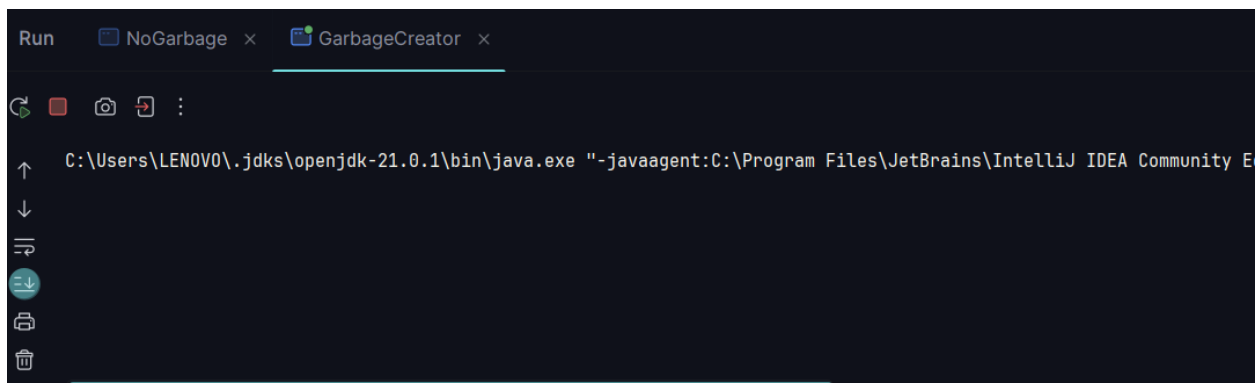 Run NoGarbage GarbageCreator
C:\Users\LENOVO\.jdks\openjdk-21.0.1\bin\java.exe "-javaagent:C:\Program Files\JetBrains\IntelliJ IDEA Community